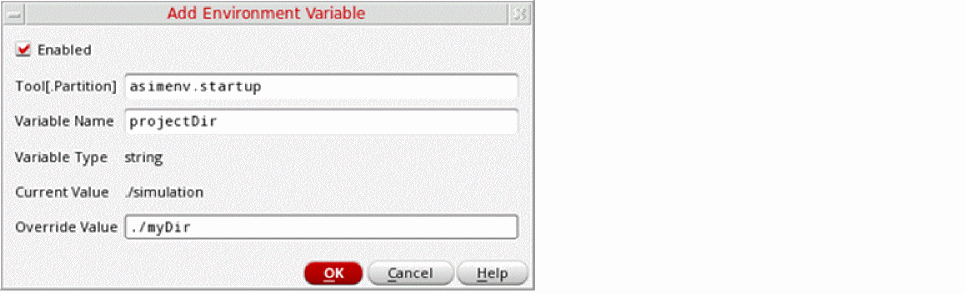 Add Environment Variable
Enabled
Tool[.Partition] asimenv.startup
Variable Name projectDir
Variable Type string
Current Value ./simulation
Override Value ./myDir
OK Cancel Help